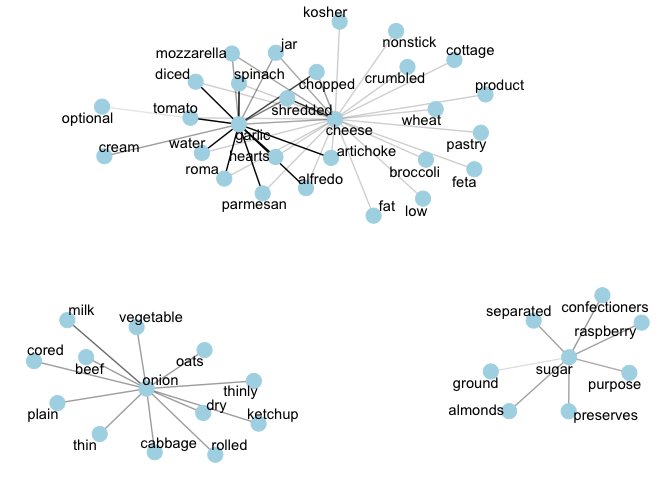 kosher
nonstick
jar
mozzarella
cottage
diced
spinach
crumbled
chopped
product
shredded
optional
tomato
wheat
garlic
cheese
cream
water
hearts
artichoke
pastry
roma
broccoli
alfredo
feta
parmesan
fat
low
milk
vegetable
cored
beef
oats
onion
thinly
plain
dry
ketchup
thin
cabbage
rolled
separated
confectioners
raspberry
sugar
ground
purpose
almonds
preserves